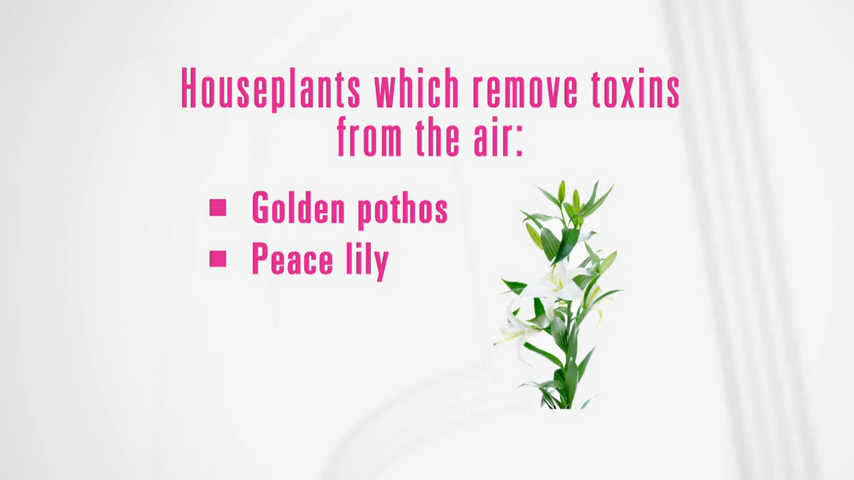 Houseplants which remove toxins
from the air:
Golden pothos
Peace lily